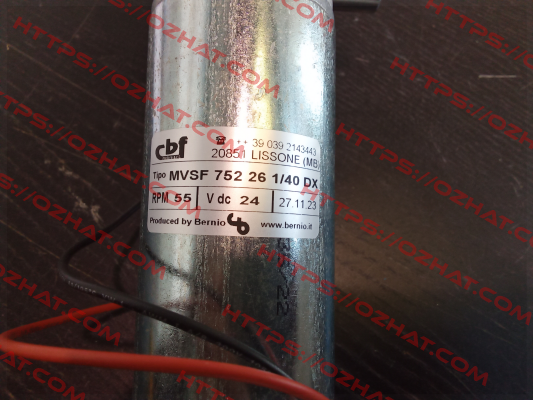 cbf
☎ ++ 39 039 2143443
20851 LISSONE (MB)
Tipo MVSF 752 26 1/40 DX
RPM 55 V dc 24 27.11.23
Produced by Bernio www.bernio.it
HTTPS://OZHAT.COM